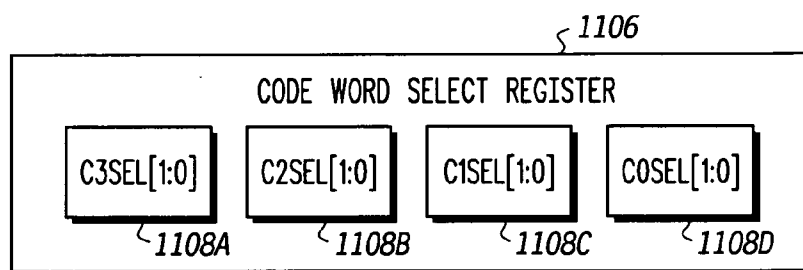 1106
CODE WORD SELECT REGISTER
C3SEL[1:0] C2SEL[1:0] C1SEL[1:0] C0SEL[1:0]
1108A 1108B 1108C 1108D